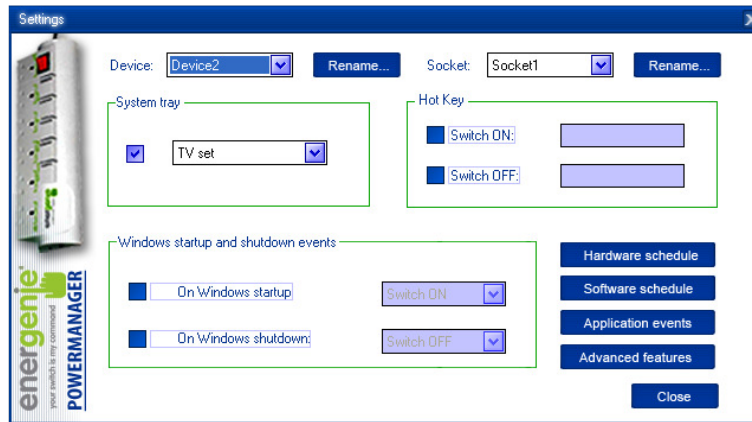 Settings
Device: Device2 Rename... Socket: Socket1 Rename...
System tray
TV set
Hot Key
Switch ON:
Switch OFF:
Windows startup and shutdown events
On Windows startup Switch ON
On Windows shutdown: Switch OFF
Hardware schedule
Software schedule
Application events
Advanced features
Close
energenie
your switch is my command
POWERMANAGER